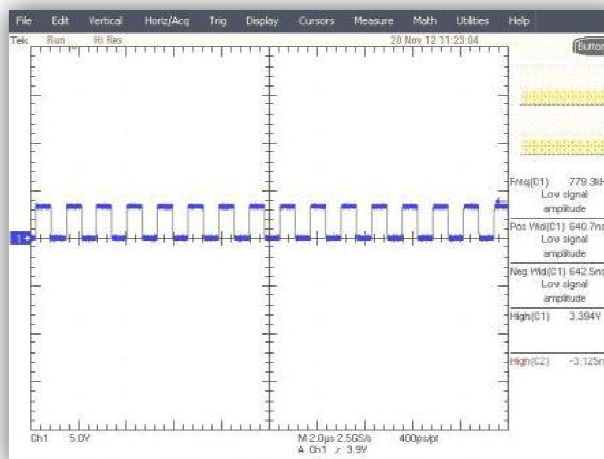 File Edit Vertical Horiz/Acq Trig Display Cursors Measure Math Utilities Help
Tek Run Hi Res 20 Nov 12 11:23:04
Button
Freq(C1) 779.3kH
Low signal
amplitude
Pos Wid(C1) 640.7ns
Low signal
amplitude
Neg Wid(C1) 642.5ns
Low signal
amplitude
High(C1) 3.394V
High(C2) -3.125m
1
Ch1 5.0V M 2.0µs 2.5GS/s 400ps/pt
A Ch1 3.9V